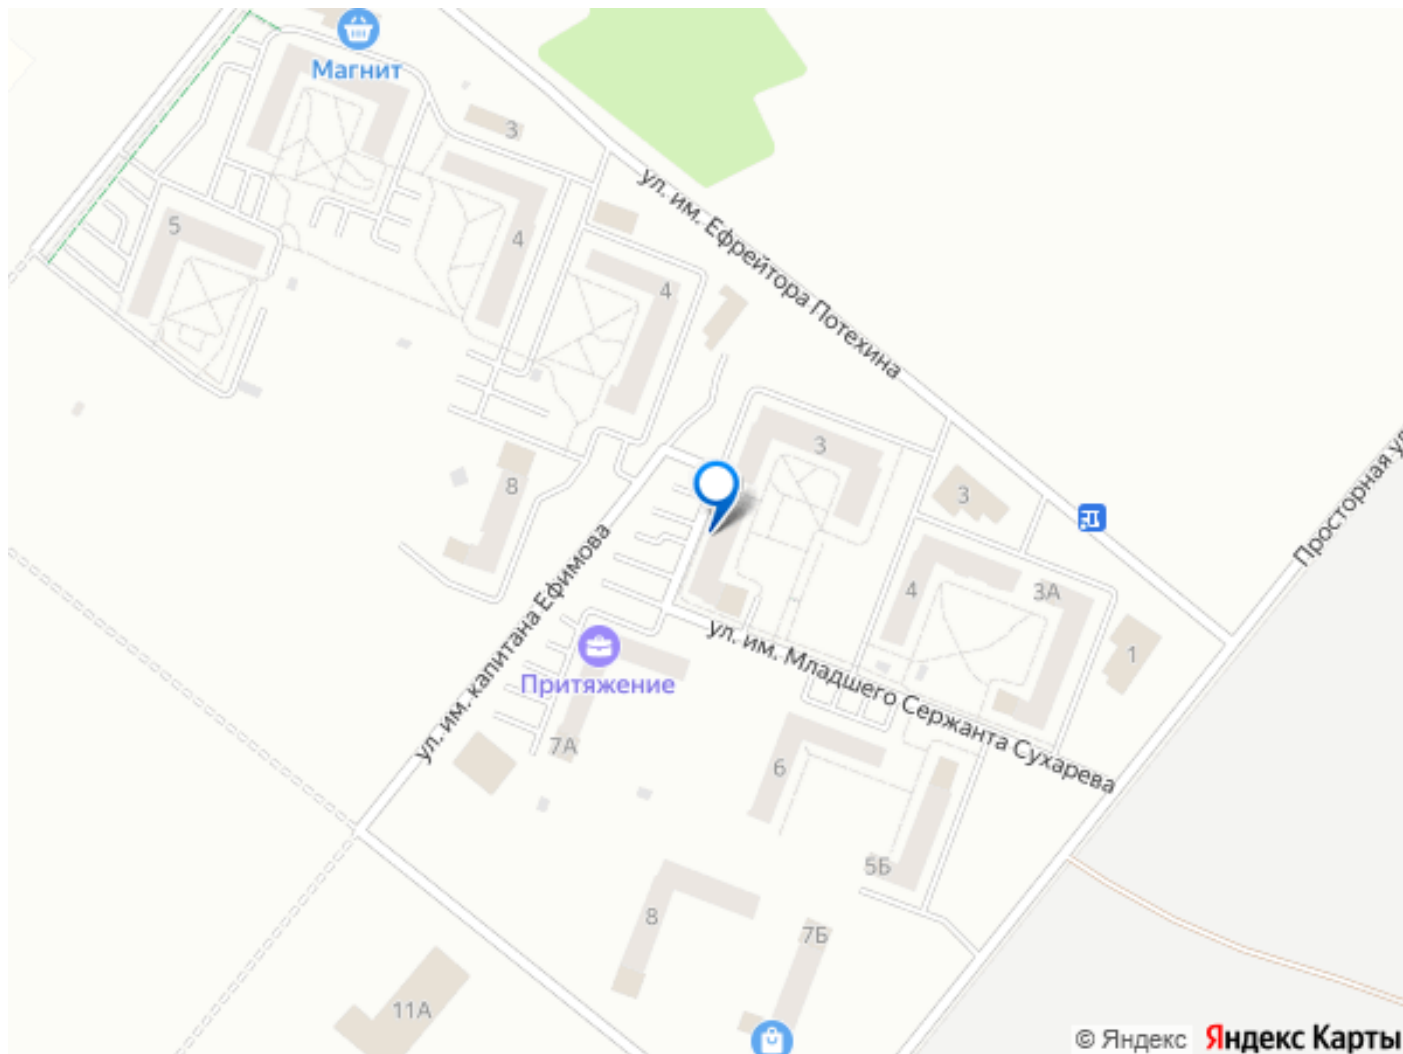 Магнит
3
ул. им. Ефрейтора Потехина
5
4
4
3
8
3
Просторная ул
ул. им. капитана Ефимова
4
3А
ул. им. Младшего Сержанта Сухарева
1
Притяжение
7А
6
5Б
8
7Б
11А
© Яндекс Яндекс Карты